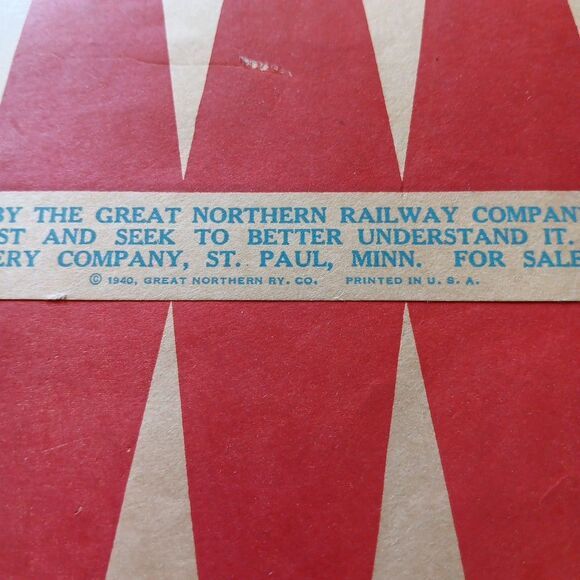 BY THE GREAT NORTHERN RAILWAY COMPAN
ST AND SEEK TO BETTER UNDERSTAND IT.
ERY COMPANY, ST. PAUL, MINN. FOR SALE
© 1940, GREAT NORTHERN RY. CO. PRINTED IN U. S. A.